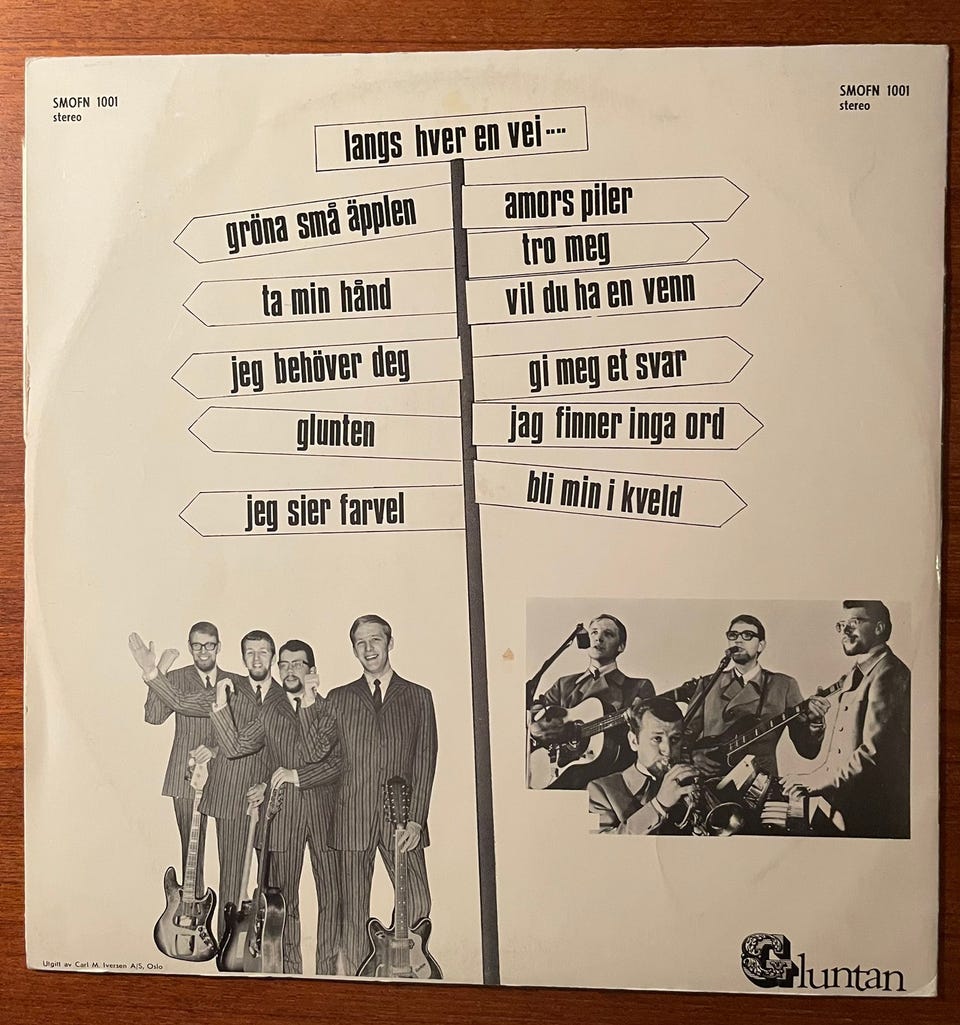 SMOFN 1001
stereo
SMOFN 1001
stereo
langs hver en vei....
gröna små äpplen
ta min hånd
jeg behöver deg
glunten
jeg sier farvel
amors piler
tro meg
vil du ha en venn
gi meg et svar
jag finner inga ord
bli min i kveld
Utgitt av Carl M. Iversen A/S, Oslo
Gluntan